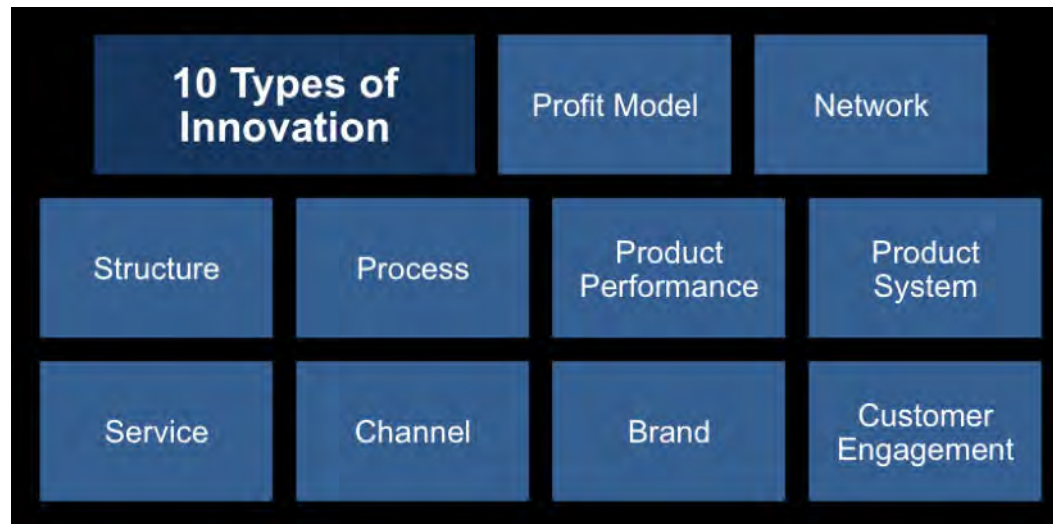 10 Types of
Innovation
Profit Model
Network
Structure
Process
Product
Performance
Product
System
Service
Channel
Brand
Customer
Engagement